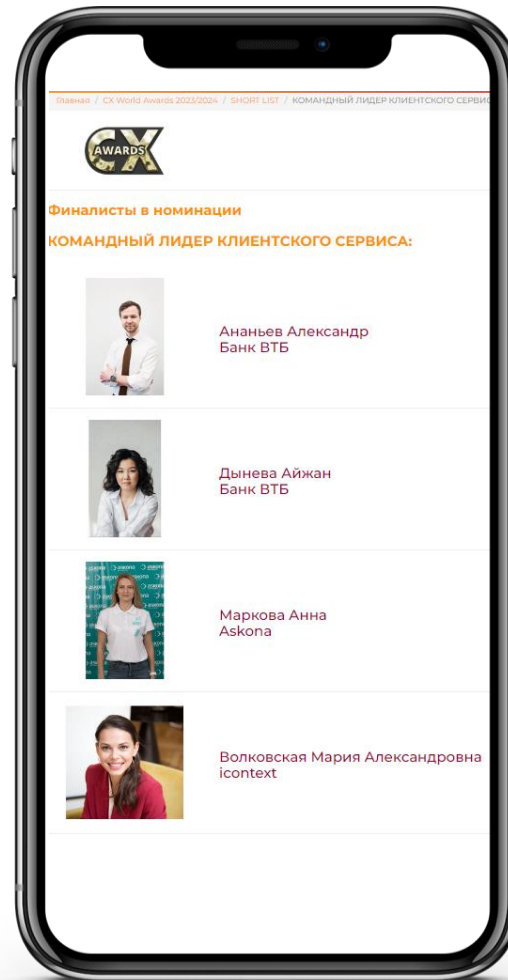 Главная / CX World Awards 2023/2024 / SHORT LIST / КОМАНДНЫЙ ЛИДЕР КЛИЕНТСКОГО СЕРВИС
CX
AWARDS
Финалисты в номинации
КОМАНДНЫЙ ЛИДЕР КЛИЕНТСКОГО СЕРВИСА:
Ананьев Александр
Банк ВТБ
Дынева Айжан
Банк ВТБ
askona
Маркова Анна
Askona
Волковская Мария Александровна
icontext